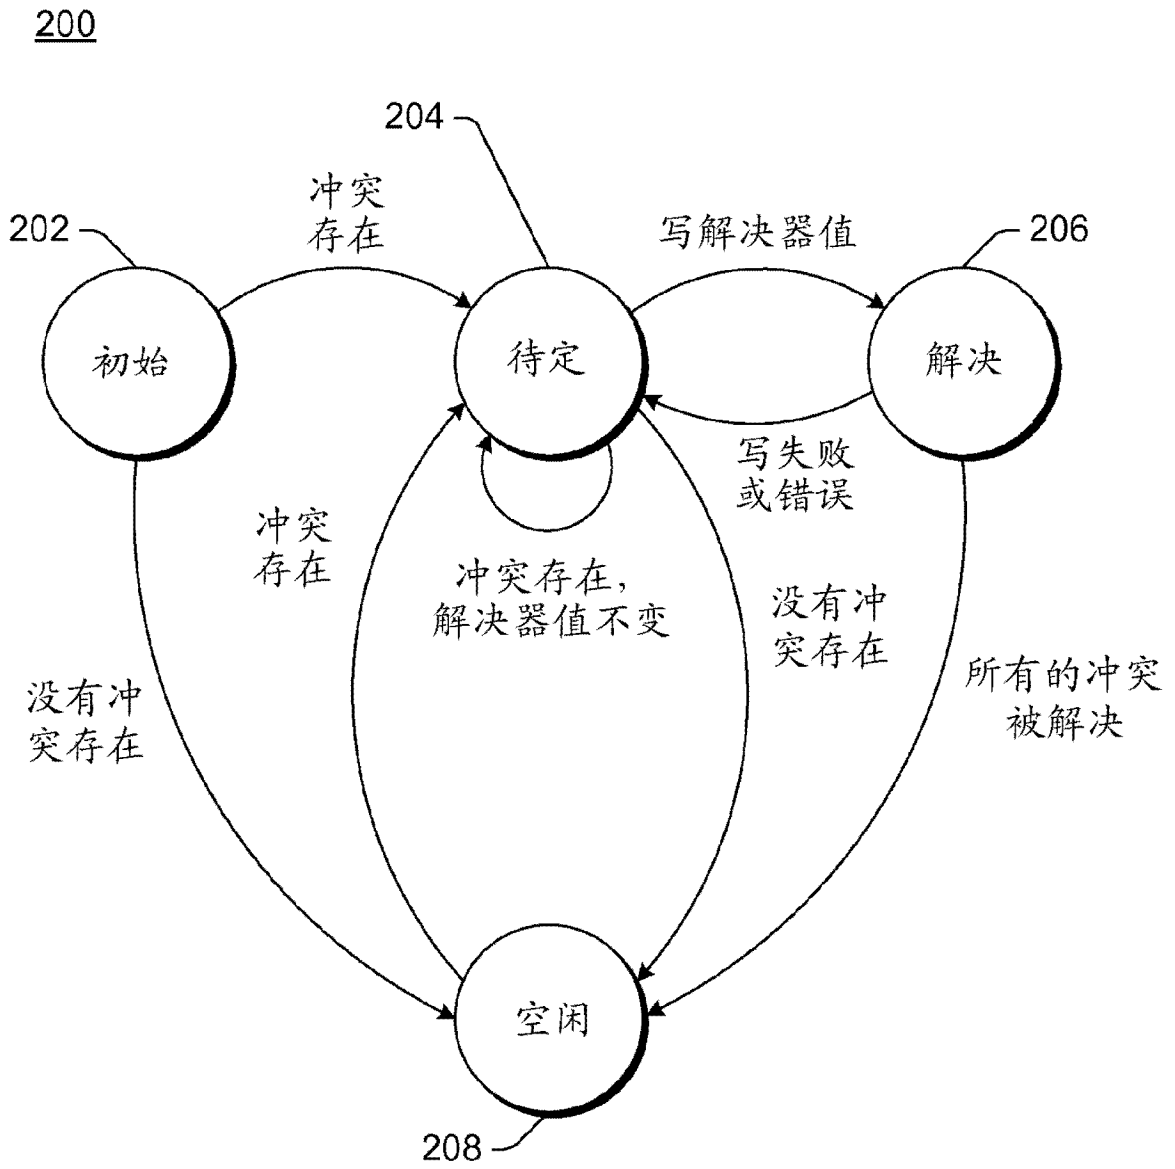 200
204
冲突
存在
写解决器值
202
206
初始
待定
解决
写失败
或错误
冲突
存在
冲突存在，
解决器值不变
没有冲
突存在
没有冲
突存在
所有的冲突
被解决
空闲
208